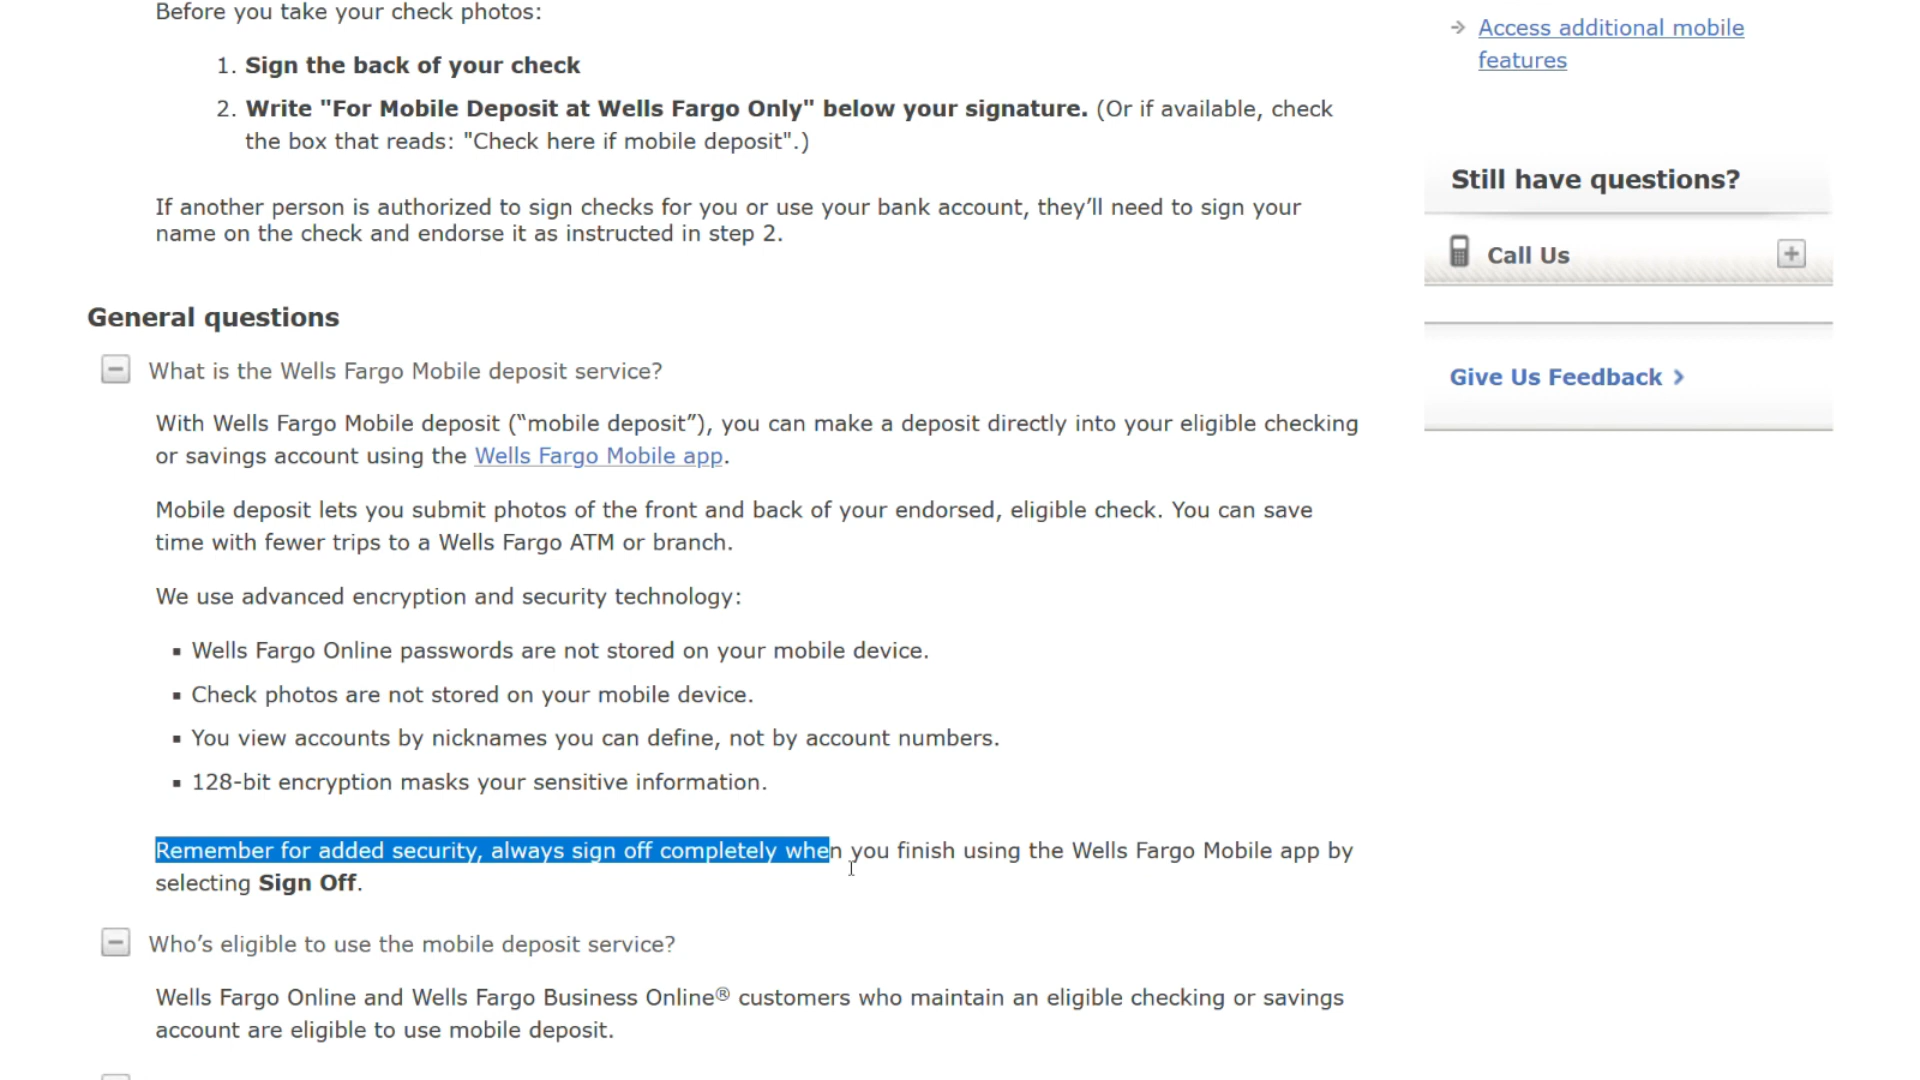 Before you take your check photos:
1. Sign the back of your check
2. Write "For Mobile Deposit at Wells Fargo Only" below your signature. (Or if available, check
the box that reads: "Check here if mobile deposit".)
If another person is authorized to sign checks for you or use your bank account, they’ll need to sign your
name on the check and endorse it as instructed in step 2.
General questions
What is the Wells Fargo Mobile deposit service?
With Wells Fargo Mobile deposit (“mobile deposit”), you can make a deposit directly into your eligible checking
or savings account using the Wells Fargo Mobile app.
Mobile deposit lets you submit photos of the front and back of your endorsed, eligible check. You can save
time with fewer trips to a Wells Fargo ATM or branch.
We use advanced encryption and security technology:
▪ Wells Fargo Online passwords are not stored on your mobile device.
▪ Check photos are not stored on your mobile device.
▪ You view accounts by nicknames you can define, not by account numbers.
▪ 128-bit encryption masks your sensitive information.
Remember for added security, always sign off completely when you finish using the Wells Fargo Mobile app by
selecting Sign Off.
Who’s eligible to use the mobile deposit service?
Wells Fargo Online and Wells Fargo Business Online® customers who maintain an eligible checking or savings
account are eligible to use mobile deposit.
Access additional mobile
features
Still have questions?
Call Us
Give Us Feedback